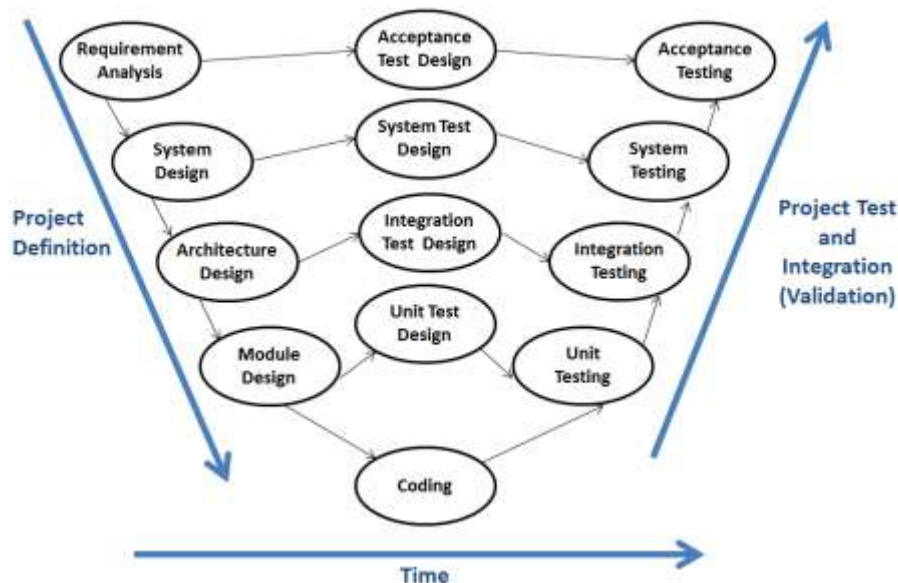 Requirement
Analysis
Acceptance
Test Design
Acceptance
Testing
System
Design
System Test
Design
System
Testing
Project
Definition
Architecture
Design
Integration
Test Design
Integration
Testing
Project Test
and
Integration
(Validation)
Module
Design
Unit Test
Design
Unit
Testing
Coding
Time